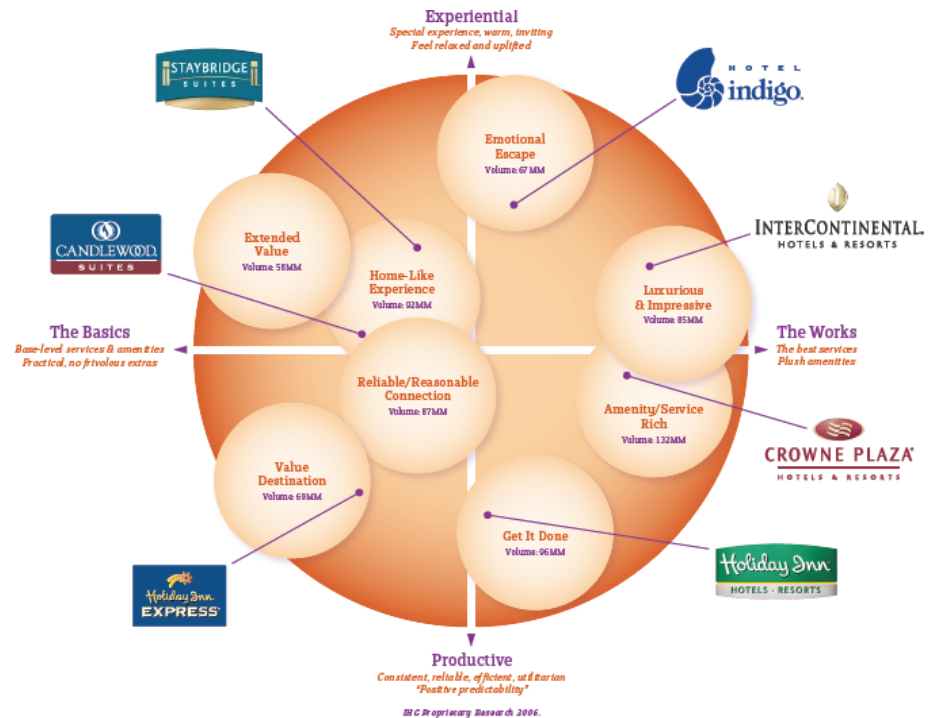 Experiential
Special experience, warm, inviting
Feel relaxed and uplifted
STAYBRIDGE
SUITES
HOTEL
indigo.
Emotional
Escape
Volume: 67MM
CANDLEWOOD
SUITES
INTERCONTINENTAL.
HOTELS & RESORTS
Extended
Value
Volume: 58MM
Home-Like
Experience
Volume: 92MM
Luxurious
& Impressive
Volume: 85MM
The Basics
Base-level services & amenities
Practical, no frivolous extras
The Works
The best services
Plush amenities
Reliable/Reasonable
Connection
Volume: 87MM
Amenity/Service
Rich
Volume: 132MM
CROWNE PLAZA
HOTELS & RESORTS
Value
Destination
Volume: 69MM
Get It Done
Volume: 96MM
Holiday Inn
HOTELS · RESORTS
Holiday Inn
EXPRESS
Productive
Consistent, reliable, efficient, utilitarian
"Positive predictability"
IHG Proprietary Research 2006.